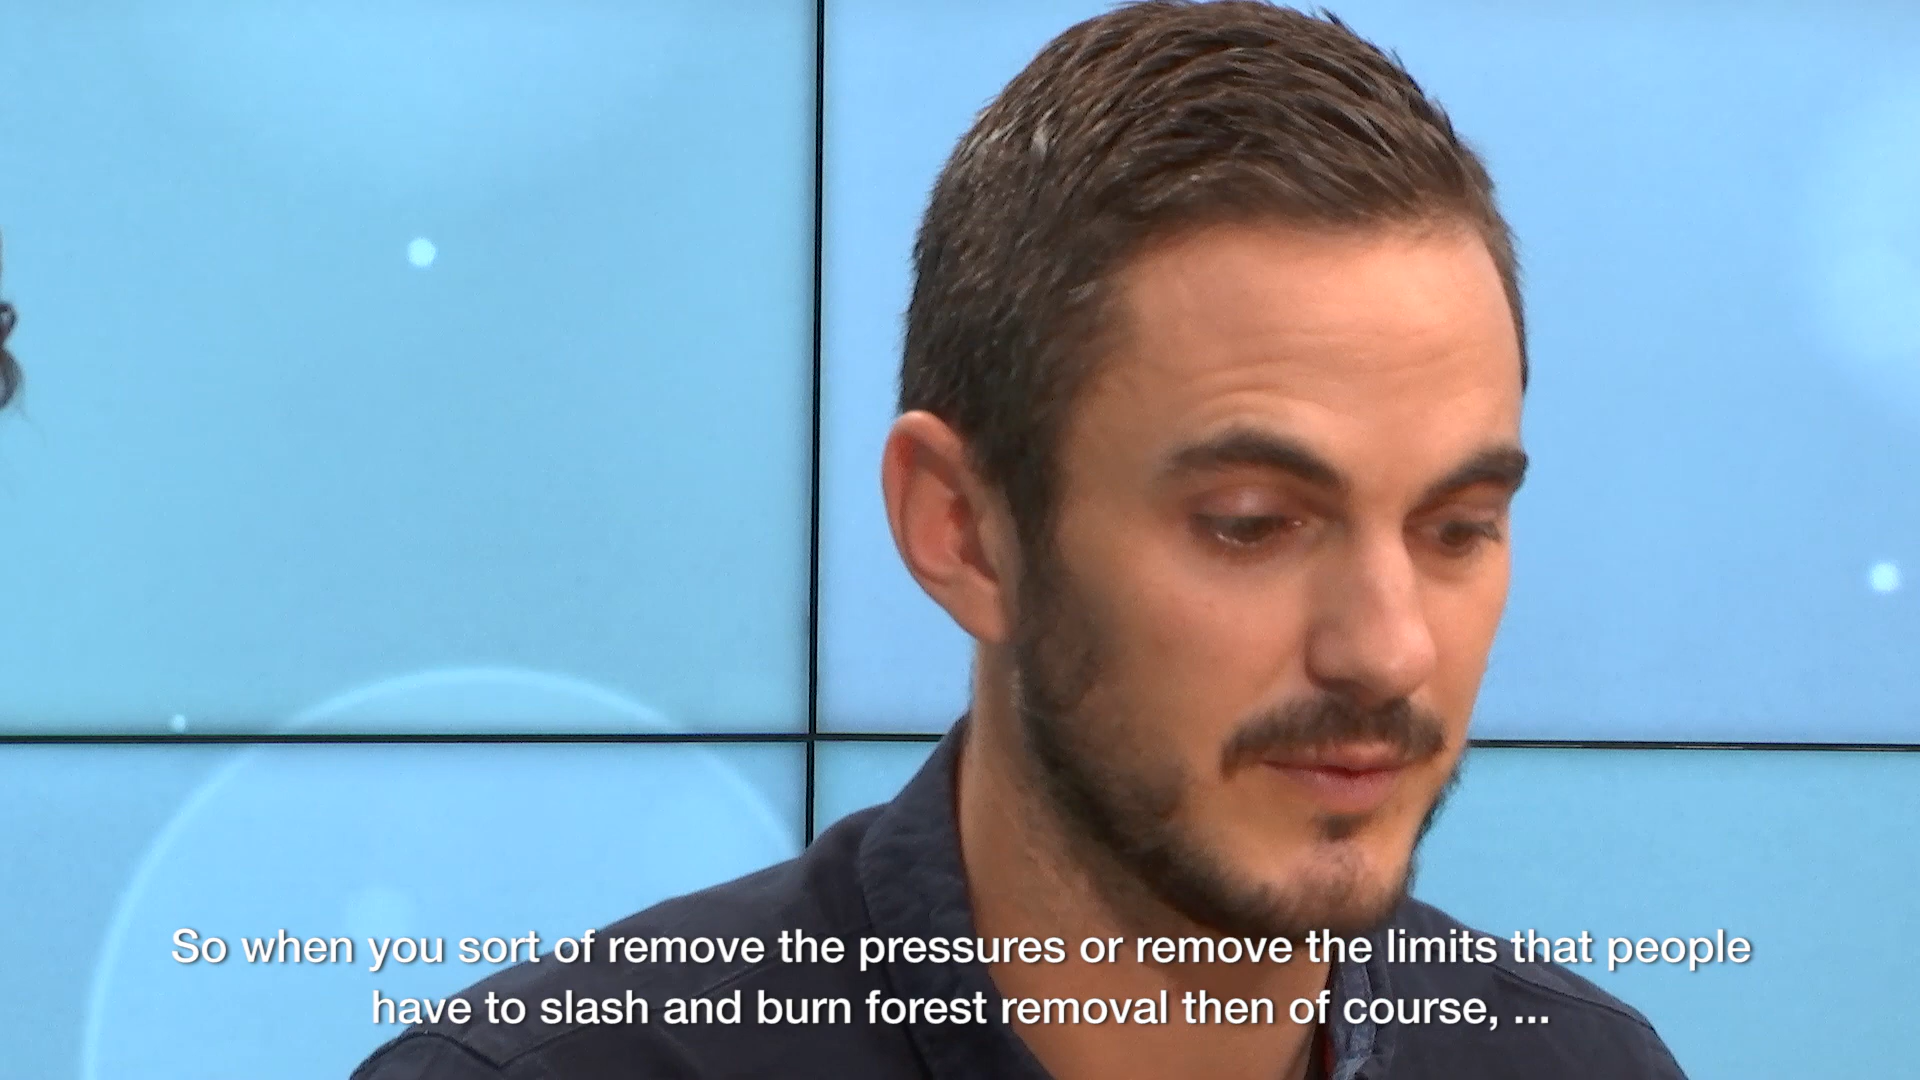 So when you sort of remove the pressures or remove the limits that people
have to slash and burn forest removal then of course, ...